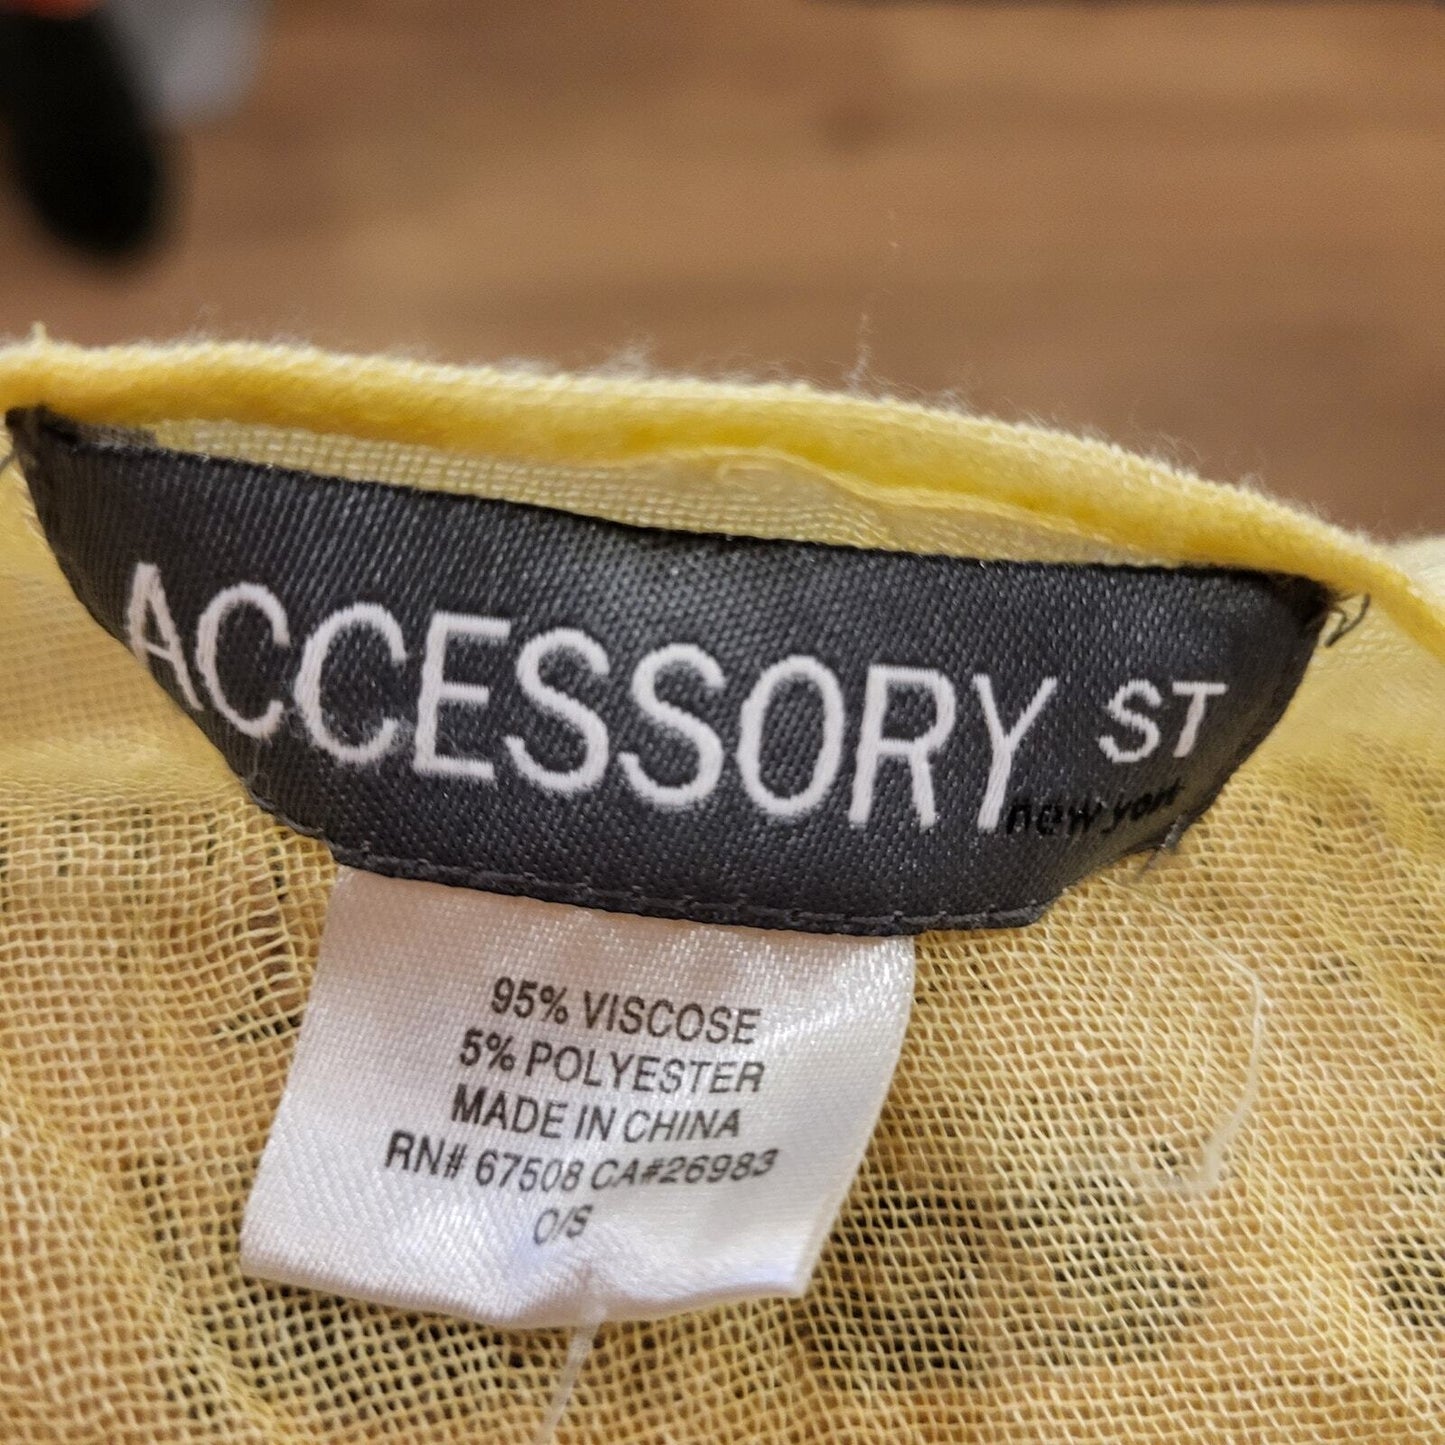 ACCESSORY ST
new york
95% VISCOSE
5% POLYESTER
MADE IN CHINA
RN# 67508 CA#26983
O/S